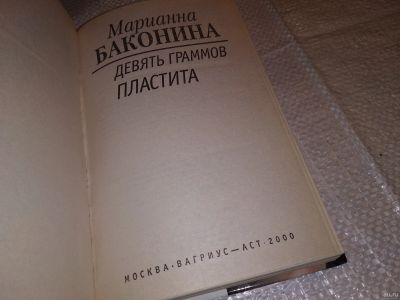 Марианна
БАКОНИНА
ДЕВЯТЬ ГРАММОВ
ПЛАСТИТА
МОСКВА·ВАГРИУС—АСТ·2000